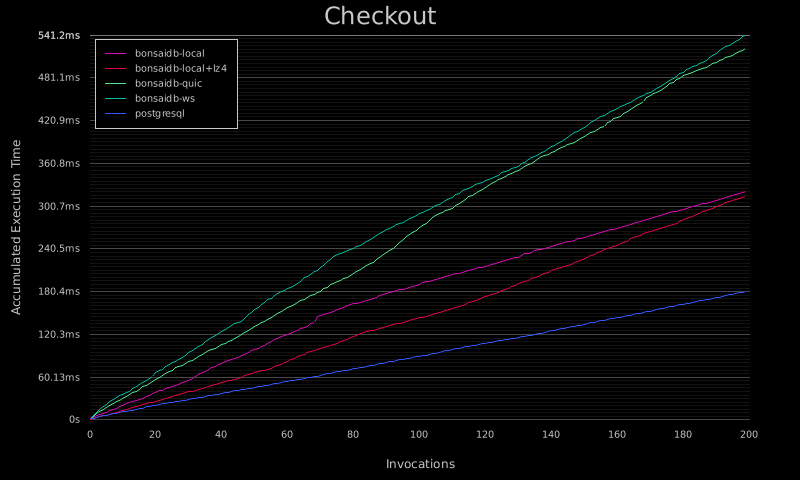 Checkout
541.2ms
481.1ms
420.9ms
360.8ms
300.7ms
240.5ms
180.4ms
120.3ms
60.13ms
0s
bonsaidb-local
bonsaidb-local+lz4
bonsaidb-quic
bonsaidb-ws
postgresql
Accumulated Execution Time
0 20 40 60 80 100 120 140 160 180 200
Invocations